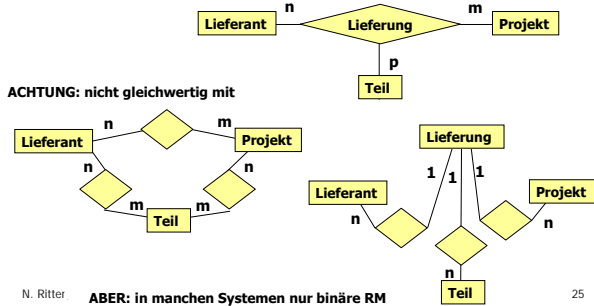 n
m
Lieferant
Lieferung
Projekt
p
Teil
ACHTUNG: nicht gleichwertig mit
n
m
Lieferant
Projekt
n
n
m
m
Teil
Lieferung
1
1
1
Lieferant
Projekt
n
n
n
Teil
N. Ritter
ABER: in manchen Systemen nur binäre RM
25